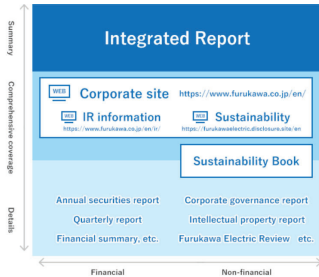 Summary
Comprehensive coverage
Details
Integrated Report
WEB Corporate site https://www.furukawa.co.jp/en/
WEB IR information
https://www.furukawa.co.jp/en/ir/
WEB Sustainability
https://furukawaelectric.disclosure.site/en
Sustainability Book
Annual securities report
Quarterly report
Financial summary, etc.
Corporate governance report
Intellectual property report
Furukawa Electric Review etc.
Financial
Non-financial